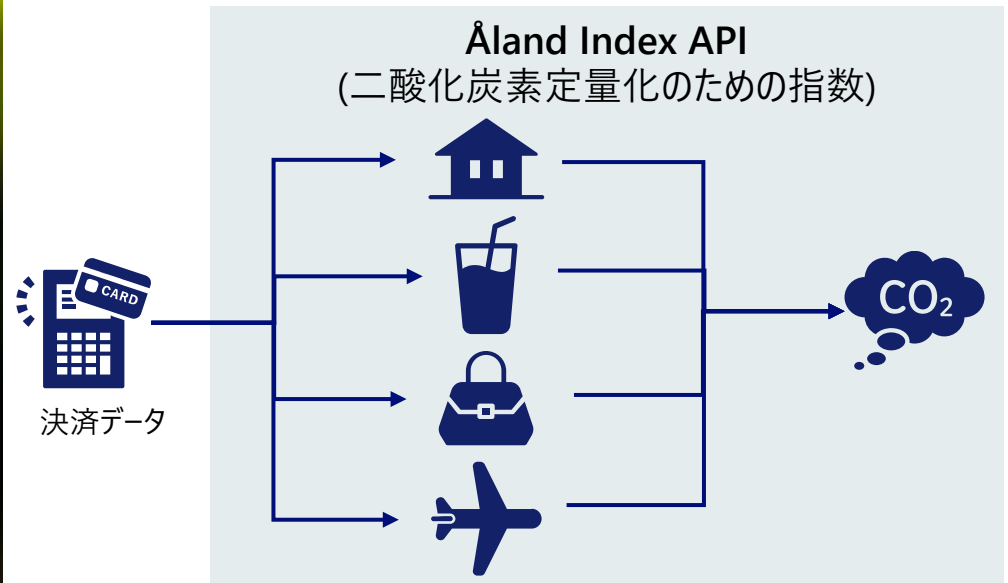 Åland Index API
(二酸化炭素定量化のための指数)
CARD
CO₂
決済データ